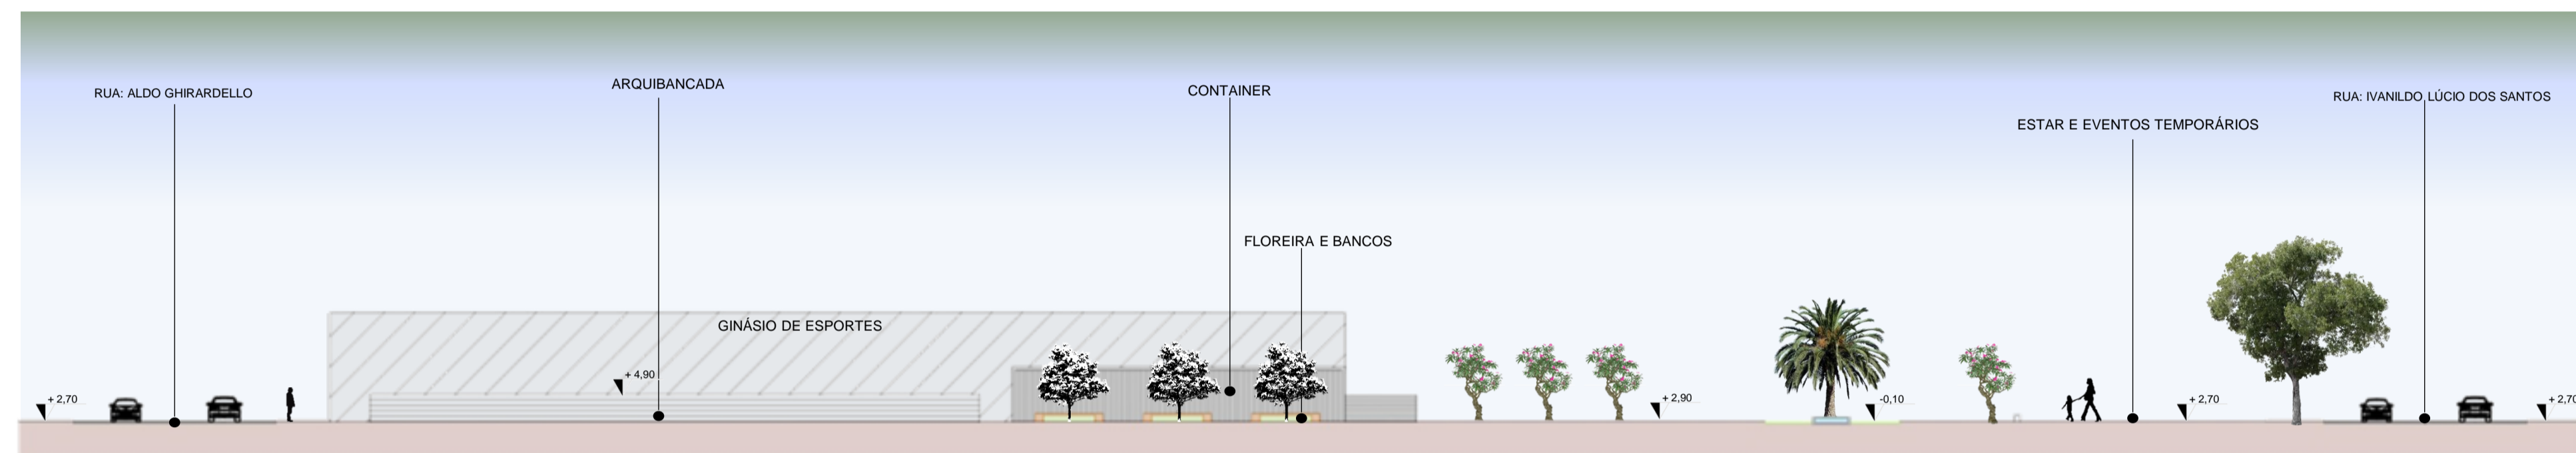 ARQUIBANCADA
CONTAINER
RUA: ALDO GHIRARDELLO
RUA: IVANILDO LÚCIO DOS SANTOS
ESTAR E EVENTOS TEMPORÁRIOS
FLOREIRA E BANCOS
GINÁSIO DE ESPORTES
+ 4,90
+ 2,70
+ 2,90
-0,10
+ 2,70
+ 2,70